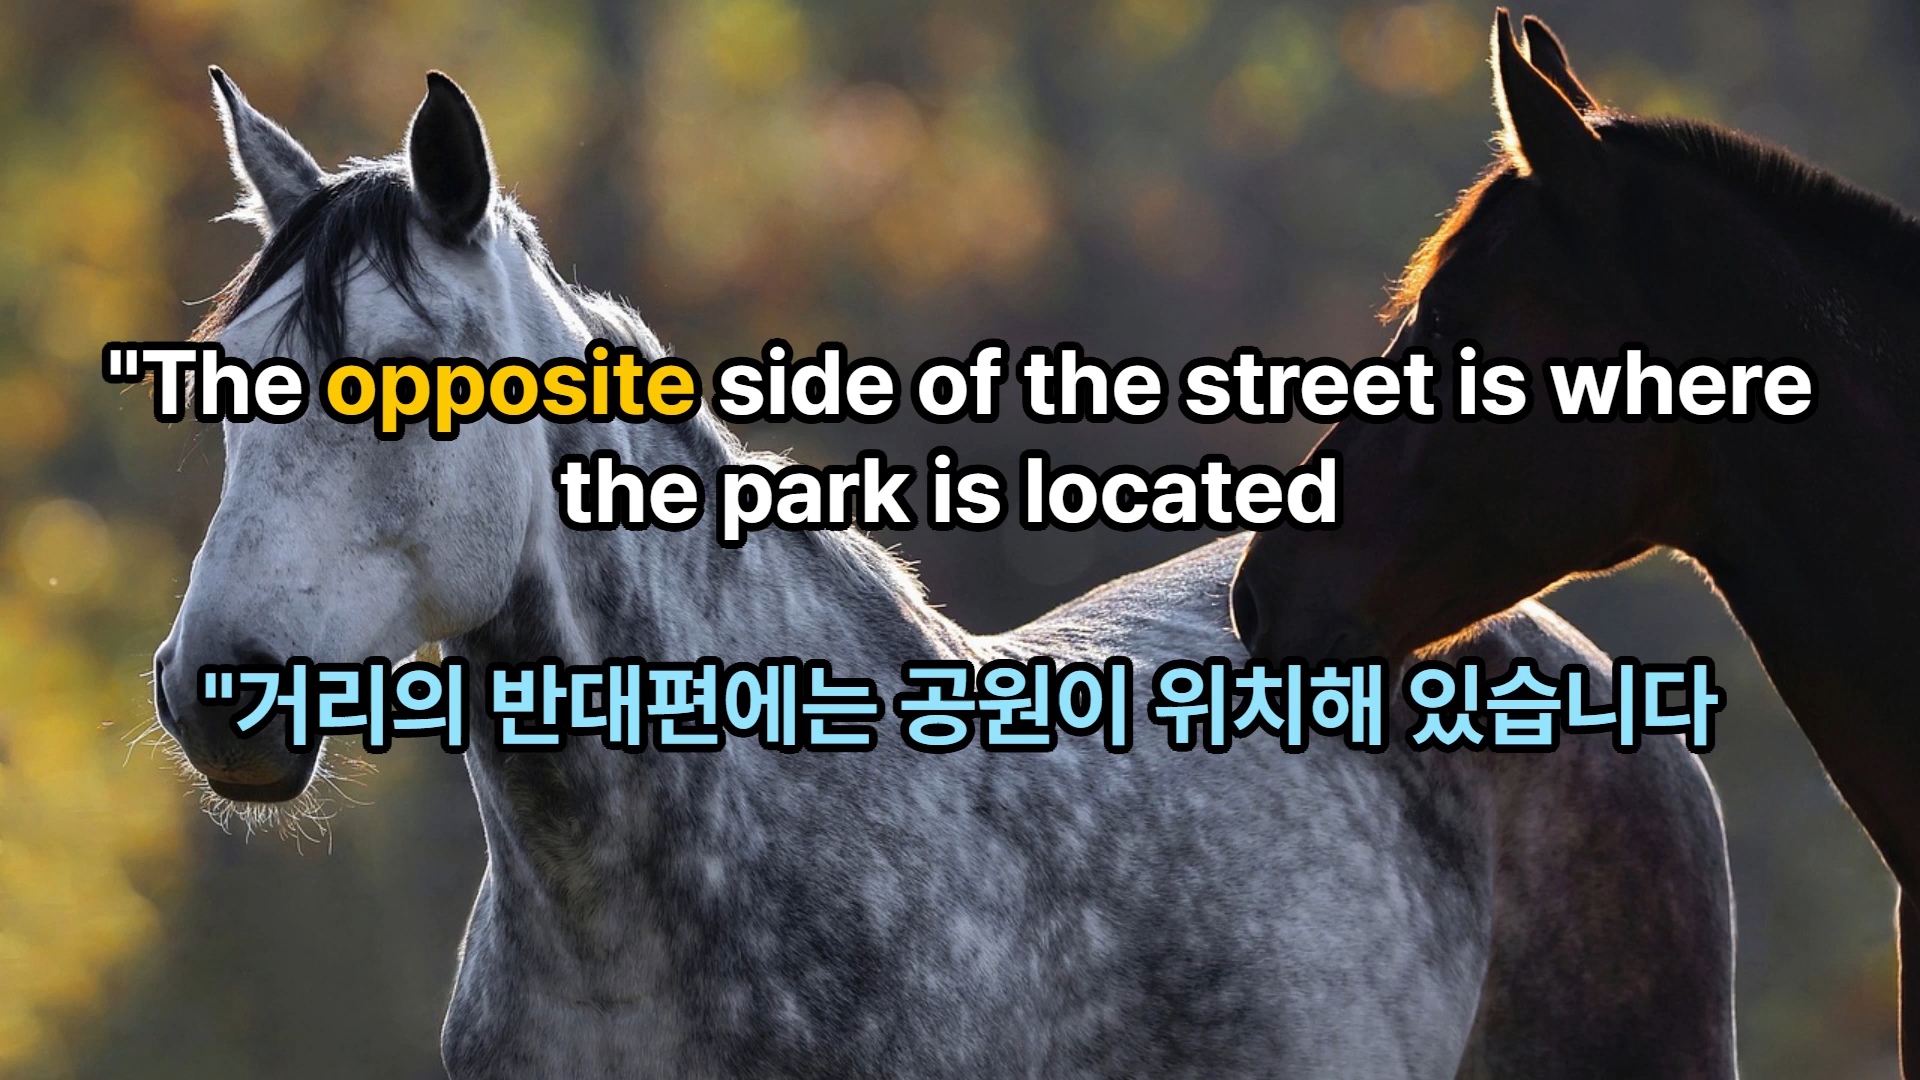 "The opposite side of the street is where
the park is located
"거리의 반대편에는 공원이 위치해 있습니다